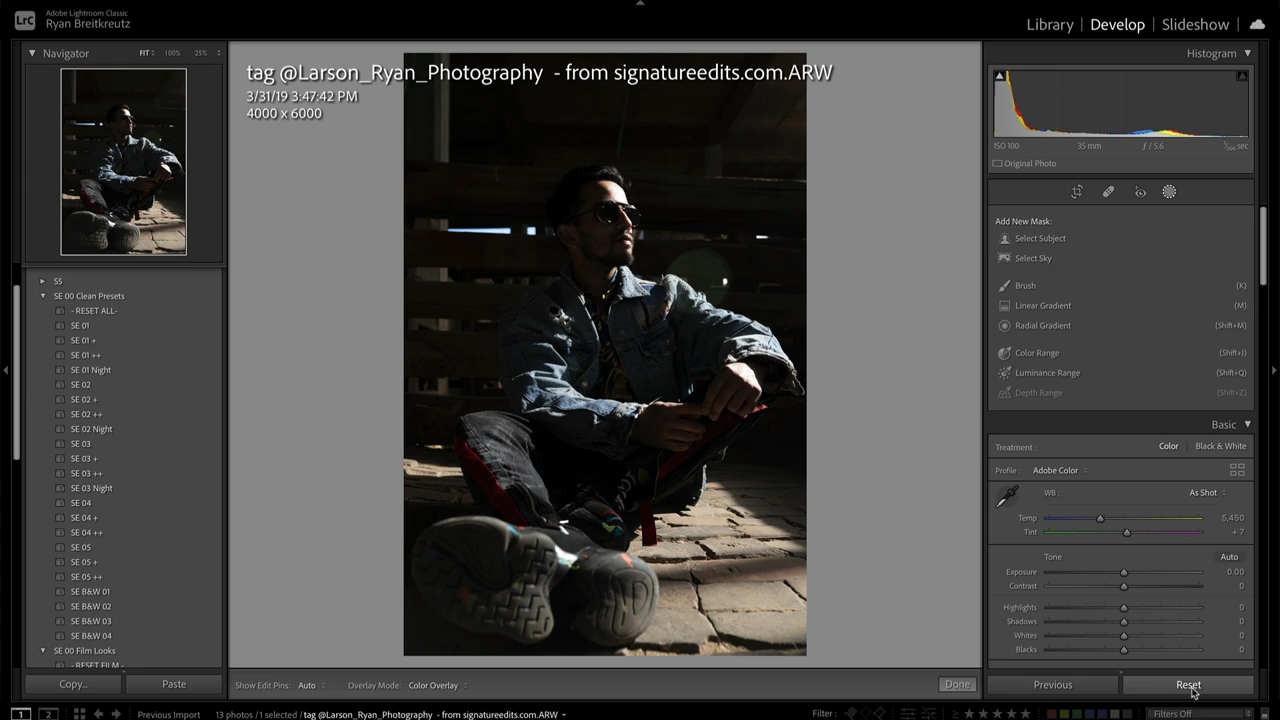 Adobe Lightroom Classic
Ryan Breitkreutz
LrC
Library | Develop | Slideshow
Navigator FIT 100% 25%
S5
SE 00 Clean Presets
- RESET ALL-
SE 01
SE 01 +
SE 01 ++
SE 01 Night
SE 02
SE 02 +
SE 02 ++
SE 02 Night
SE 03
SE 03 +
SE 03 ++
SE 03 Night
SE 04
SE 04 +
SE 04 ++
SE 05
SE 05 +
SE 05 ++
SE B&W 01
SE B&W 02
SE B&W 03
SE B&W 04
SE 00 Film Looks
- RESET FILM -
Copy... Paste
tag @Larson_Ryan_Photography - from signatureedits.com.ARW
3/31/19 3:47:42 PM
4000 x 6000
Show Edit Pins: Auto Overlay Mode: Color Overlay Done
Histogram
ISO 100 35 mm ƒ / 5.6 sec
Original Photo
Add New Mask:
Select Subject
Select Sky
Brush (K)
Linear Gradient (M)
Radial Gradient (Shift+M)
Color Range (Shift+J)
Luminance Range (Shift+Q)
Depth Range (Shift+Z)
Basic
Treatment: Color | Black & White
Profile: Adobe Color
WB: As Shot
Temp 5,450
Tint + 7
Tone Auto
Exposure 0.00
Contrast 0
Highlights 0
Shadows 0
Whites 0
Blacks 0
Previous Reset
1 2 Previous Import 13 photos / 1 selected / tag @Larson_Ryan_Photography - from signatureedits.com.ARW Filter: Filters Off